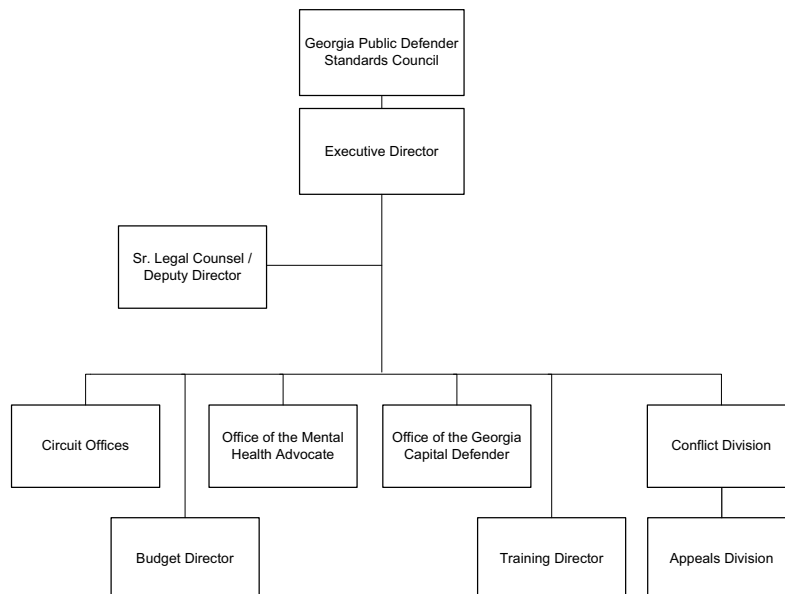 Georgia Public Defender
Standards Council
Executive Director
Sr. Legal Counsel /
Deputy Director
Circuit Offices
Office of the Mental
Health Advocate
Office of the Georgia
Capital Defender
Conflict Division
Budget Director
Training Director
Appeals Division